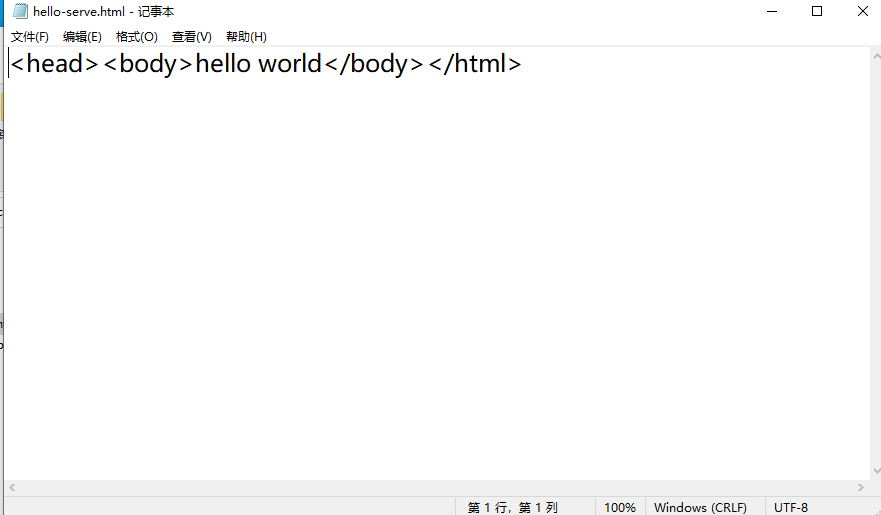 hello-serve.html - 记事本
文件(F) 编辑(E) 格式(O) 查看(V) 帮助(H)
<head><body>hello world</body></html>
第 1 行，第 1 列 100% Windows (CRLF) UTF-8